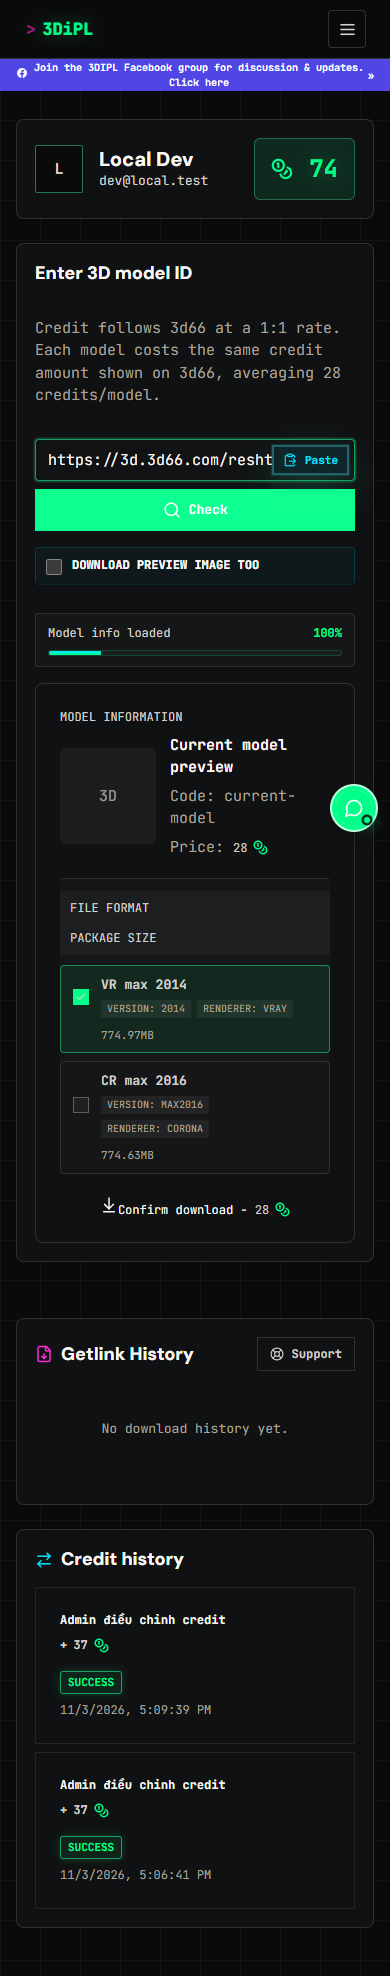 > 3DiPL
Join the 3DIPL Facebook group for discussion & updates. »
Click here
L
Local Dev
dev@local.test
74
Enter 3D model ID
Credit follows 3d66 at a 1:1 rate.
Each model costs the same credit
amount shown on 3d66, averaging 28
credits/model.
https://3d.3d66.com/resht
Paste
Check
DOWNLOAD PREVIEW IMAGE TOO
Model info loaded 100%
MODEL INFORMATION
3D
Current model
preview
Code: current-
model
Price: 28
FILE FORMAT
PACKAGE SIZE
VR max 2014
VERSION: 2014 RENDERER: VRAY
774.97MB
CR max 2016
VERSION: MAX2016
RENDERER: CORONA
774.63MB
Confirm download - 28
Getlink History
Support
No download history yet.
Credit history
Admin điều chỉnh credit
+ 37
SUCCESS
11/3/2026, 5:09:39 PM
Admin điều chỉnh credit
+ 37
SUCCESS
11/3/2026, 5:06:41 PM